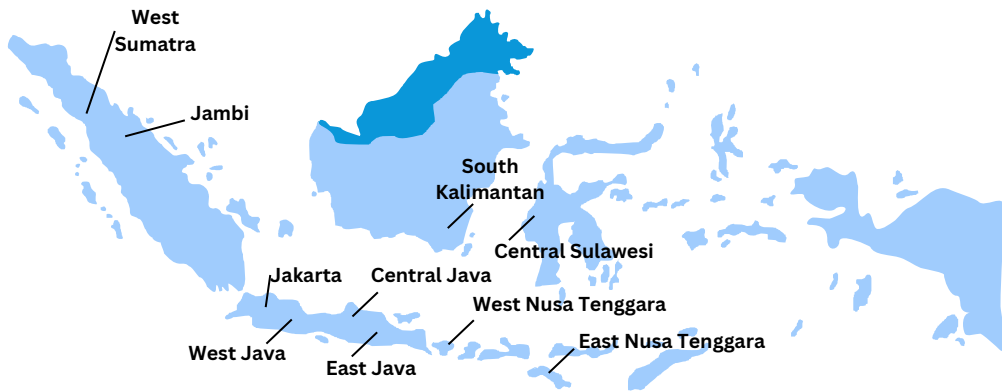 West
Sumatra
Jambi
South
Kalimantan
Central Sulawesi
Jakarta
Central Java
West Nusa Tenggara
West Java
East Java
East Nusa Tenggara